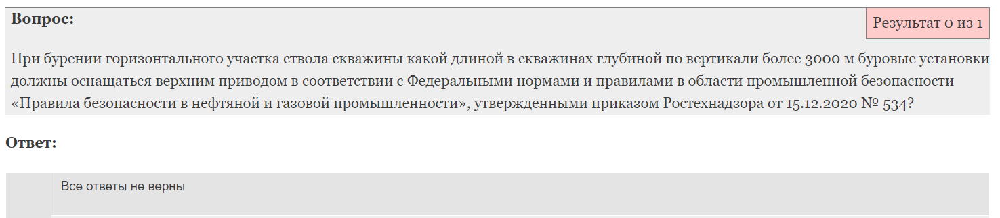 Вопрос:
Результат 0 из 1
При бурении горизонтального участка ствола скважины какой длиной в скважинах глубиной по вертикали более 3000 м буровые установки
должны оснащаться верхним приводом в соответствии с Федеральными нормами и правилами в области промышленной безопасности
«Правила безопасности в нефтяной и газовой промышленности», утвержденными приказом Ростехнадзора от 15.12.2020 № 534?
Ответ:
Все ответы не верны